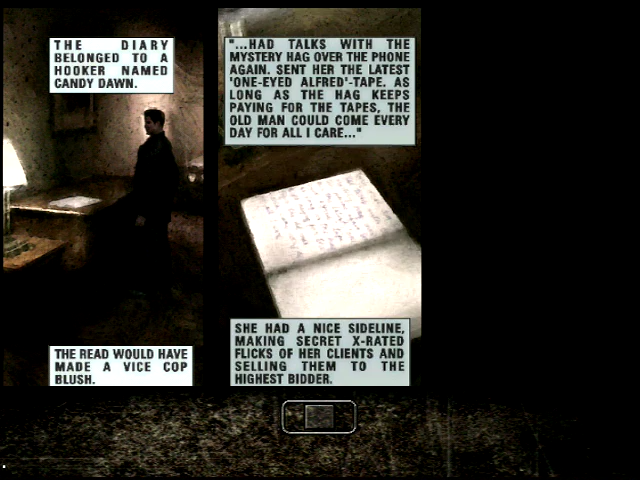 THE DIARY
BELONGED TO A
HOOKER NAMED
CANDY DAWN.
THE READ WOULD HAVE
MADE A VICE COP
BLUSH.
"...HAD TALKS WITH THE
MYSTERY HAG OVER THE PHONE
AGAIN. SENT HER THE LATEST
'ONE-EYED ALFRED'-TAPE. AS
LONG AS THE HAG KEEPS
PAYING FOR THE TAPES, THE
OLD MAN COULD COME EVERY
DAY FOR ALL I CARE..."
SHE HAD A NICE SIDELINE,
MAKING SECRET X-RATED
FLICKS OF HER CLIENTS AND
SELLING THEM TO THE
HIGHEST BIDDER.